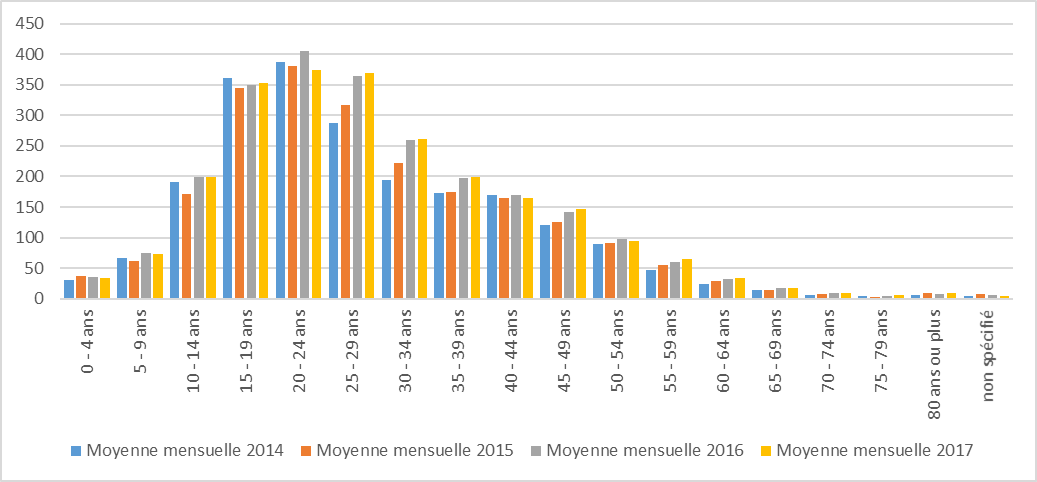 450
400
350
300
250
200
150
100
50
0
0 - 4 ans
5 - 9 ans
10 - 14 ans
15 - 19 ans
20 - 24 ans
25 - 29 ans
30 - 34 ans
35 - 39 ans
40 - 44 ans
45 - 49 ans
50 - 54 ans
55 - 59 ans
60 - 64 ans
65 - 69 ans
70 - 74 ans
75 - 79 ans
80 ans ou plus
non spécifié
Moyenne mensuelle 2014
Moyenne mensuelle 2015
Moyenne mensuelle 2016
Moyenne mensuelle 2017